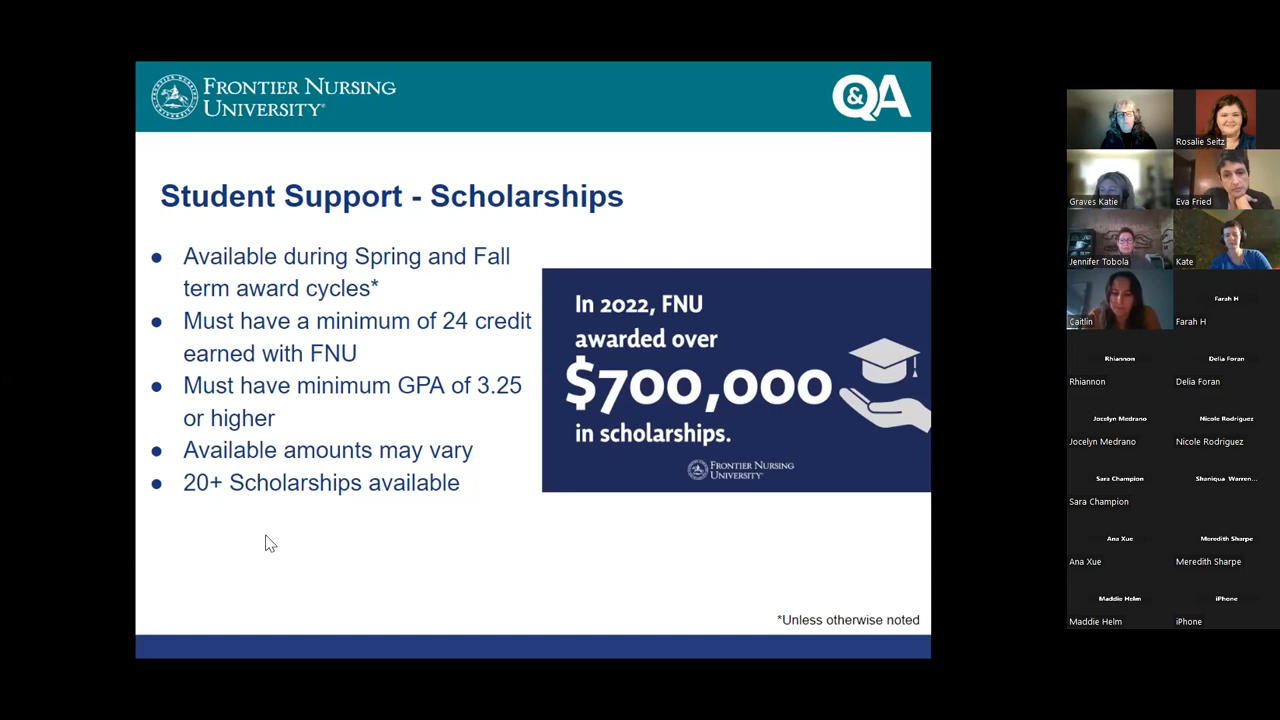 FRONTIER NURSING
UNIVERSITY®
Q&A
Student Support - Scholarships
● Available during Spring and Fall
term award cycles*
● Must have a minimum of 24 credit
earned with FNU
● Must have minimum GPA of 3.25
or higher
● Available amounts may vary
● 20+ Scholarships available
In 2022, FNU
awarded over
$700,000
in scholarships.
FRONTIER NURSING
UNIVERSITY
*Unless otherwise noted
Rosalie Seitz
Graves Katie
Eva Fried
Jennifer Tobola
Kate
Caitlin
Farah H
Farah H
Rhiannon
Delia Foran
Rhiannon
Delia Foran
Jocelyn Medrano
Nicole Rodriguez
Jocelyn Medrano
Nicole Rodriguez
Sara Champion
Shaniqua Warren...
Sara Champion
Ana Xue
Meredith Sharpe
Ana Xue
Meredith Sharpe
Maddie Helm
iPhone
Maddie Helm
iPhone